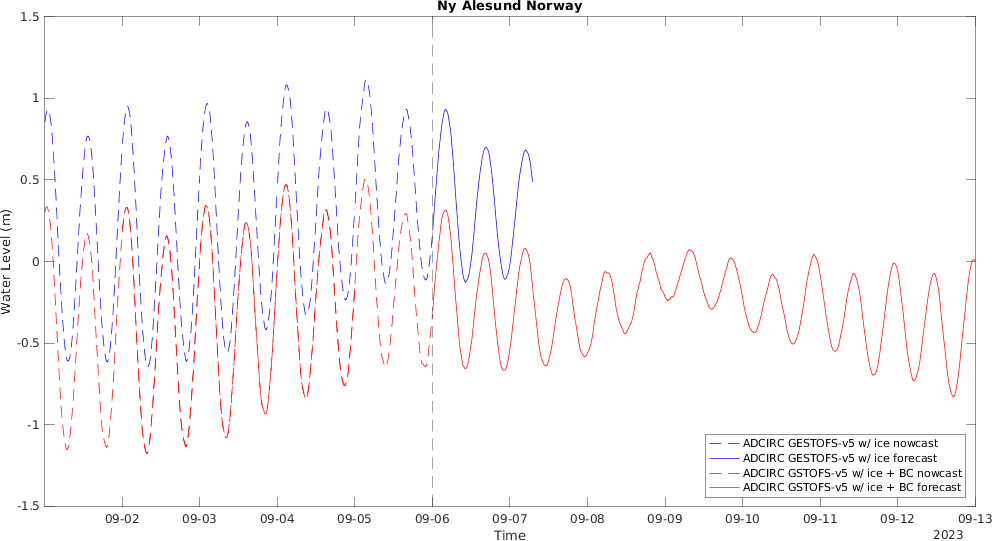 Ny Alesund Norway
1.5
1
0.5
0
-0.5
-1
-1.5
Water Level (m)
09-02
09-03
09-04
09-05
09-06
09-07
09-08
09-09
09-10
09-11
09-12
09-13
Time
2023
ADCIRC GESTOFS-v5 w/ ice nowcast
ADCIRC GESTOFS-v5 w/ ice forecast
ADCIRC GSTOFS-v5 w/ ice + BC nowcast
ADCIRC GSTOFS-v5 w/ ice + BC forecast